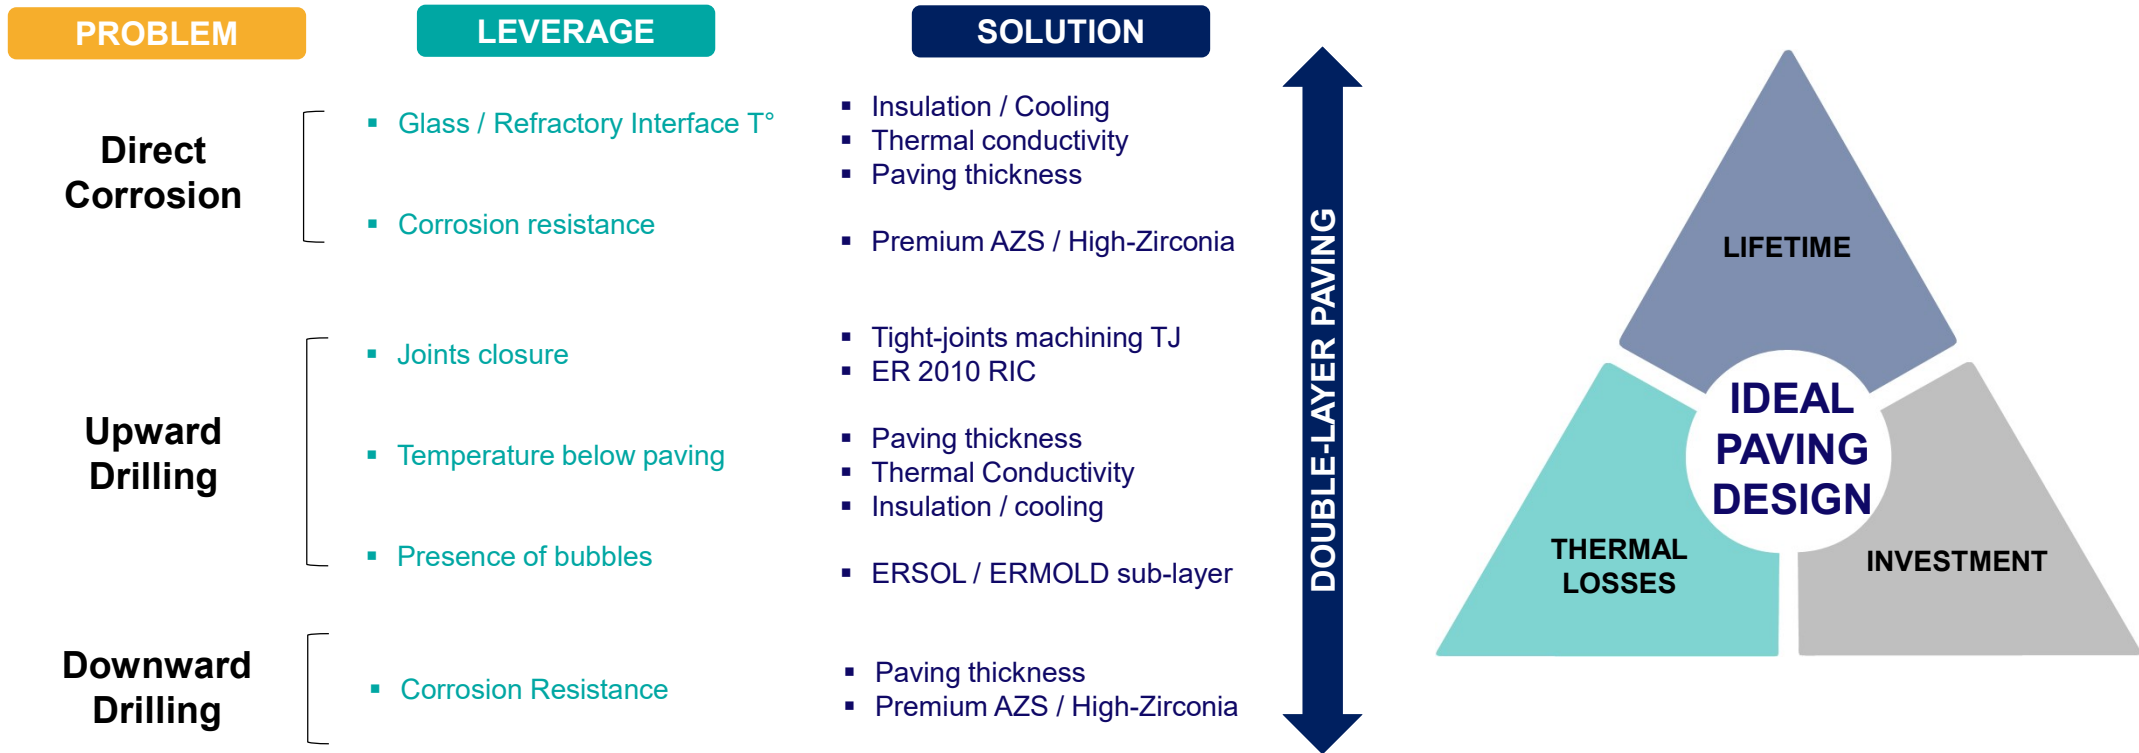 PROBLEM
LEVERAGE
SOLUTION
Direct
Corrosion
▪ Glass / Refractory Interface T°
▪ Corrosion resistance
▪ Insulation / Cooling
▪ Thermal conductivity
▪ Paving thickness
▪ Premium AZS / High-Zirconia
Upward
Drilling
▪ Joints closure
▪ Temperature below paving
▪ Presence of bubbles
▪ Tight-joints machining TJ
▪ ER 2010 RIC
▪ Paving thickness
▪ Thermal Conductivity
▪ Insulation / cooling
▪ ERSOL / ERMOLD sub-layer
Downward
Drilling
▪ Corrosion Resistance
▪ Paving thickness
▪ Premium AZS / High-Zirconia
DOUBLE-LAYER PAVING
LIFETIME
IDEAL
PAVING
DESIGN
THERMAL
LOSSES
INVESTMENT